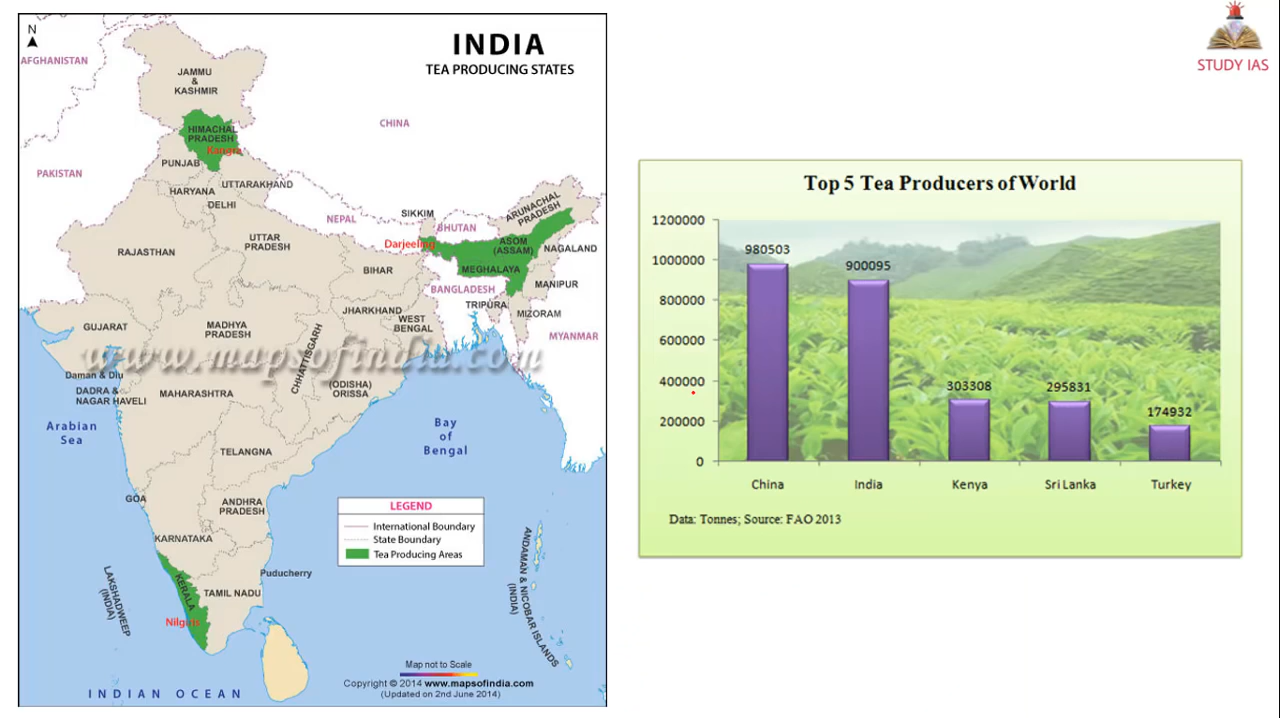 N
INDIA
TEA PRODUCING STATES
AFGHANISTAN
JAMMU
&
KASHMIR
CHINA
HIMACHAL
PRADESH
Kangra
PUNJAB
PAKISTAN
UTTARAKHAND
HARYANA
DELHI
NEPAL
SIKKIM
BHUTAN
ARUNACHAL
PRADESH
Darjeeling
ASOM
(ASSAM)
NAGALAND
RAJASTHAN
UTTAR
PRADESH
BIHAR
MEGHALAYA
MANIPUR
BANGLADESH
TRIPURA
MIZORAM
JHARKHAND
WEST
BENGAL
MYANMAR
GUJARAT
MADHYA
PRADESH
CHHATTISGARH
www.mapsofindia.com
Daman & Diu
DADRA &
NAGAR HAVELI
MAHARASHTRA
(ODISHA)
ORISSA
Arabian
Sea
Bay
of
Bengal
TELANGNA
GOA
ANDHRA
PRADESH
KARNATAKA
LEGEND
International Boundary
State Boundary
Tea Producing Areas
Puducherry
LAKSHADWEEP
(INDIA)
KERALA
TAMIL NADU
Nilguis
ANDAMAN & NICOBAR ISLANDS
(INDIA)
Map not to Scale
Copyright © 2014 www.mapsofindia.com
(Updated on 2nd June 2014)
INDIAN OCEAN
STUDY IAS
Top 5 Tea Producers of World
1200000
1000000
800000
600000
400000
200000
0
980503
900095
303308
295831
174932
China
India
Kenya
Sri Lanka
Turkey
Data: Tonnes; Source: FAO 2013